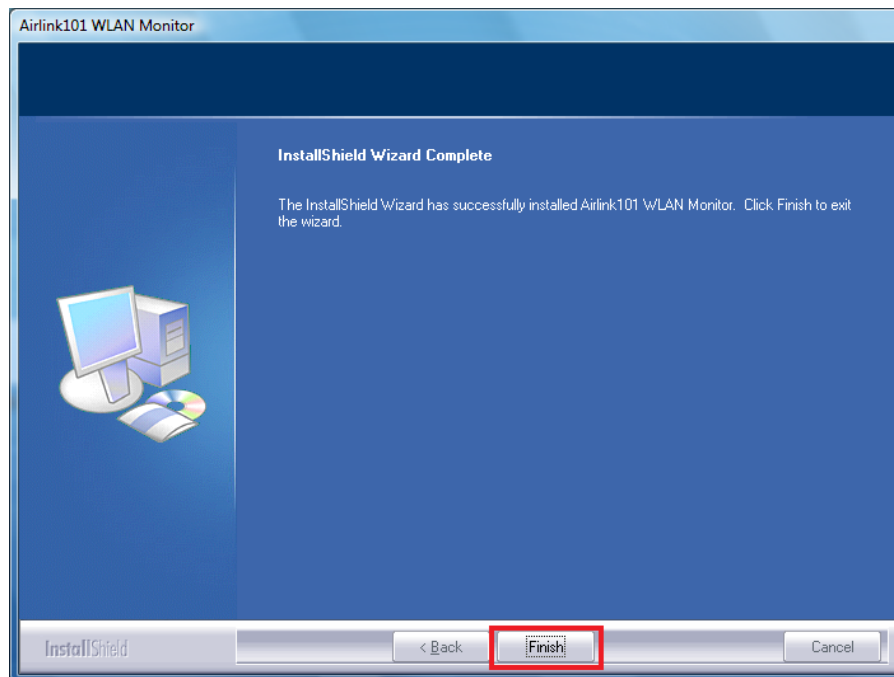 Airlink101 WLAN Monitor
InstallShield Wizard Complete
The InstallShield Wizard has successfully installed Airlink101 WLAN Monitor. Click Finish to exit
the wizard.
InstallShield
< Back
Finish
Cancel